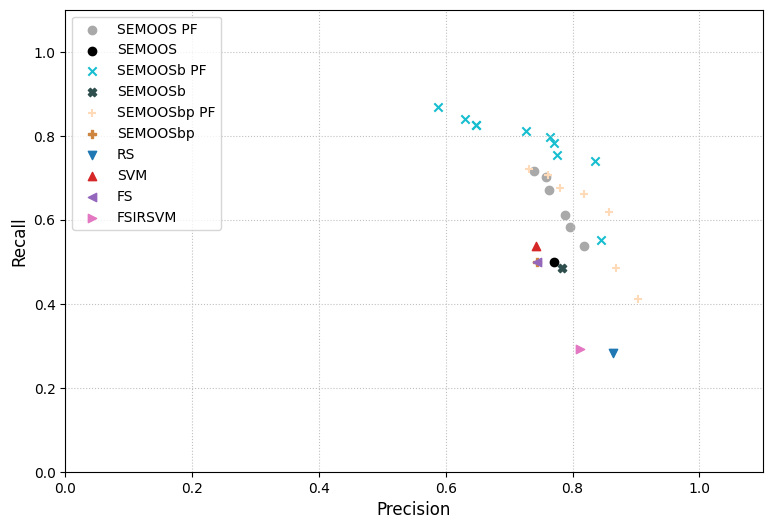 SEMOOS PF
SEMOOS
SEMOOSb PF
SEMOOSb
SEMOOSbp PF
SEMOOSbp
RS
SVM
FS
FSIRSVM
1.0
0.8
0.6
0.4
0.2
0.0
Recall
0.0 0.2 0.4 0.6 0.8 1.0
Precision